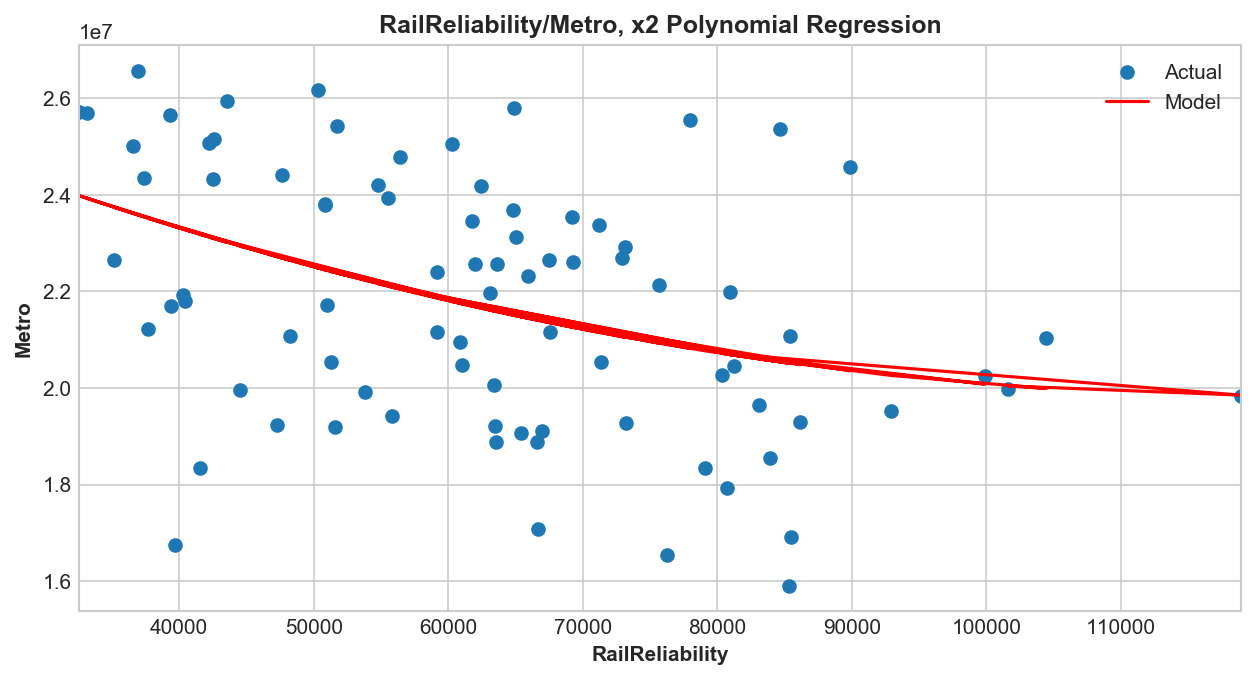 RailReliability/Metro, x2 Polynomial Regression
1e7
Actual
Model
2.6
2.4
2.2
2.0
1.8
1.6
Metro
40000 50000 60000 70000 80000 90000 100000 110000
RailReliability